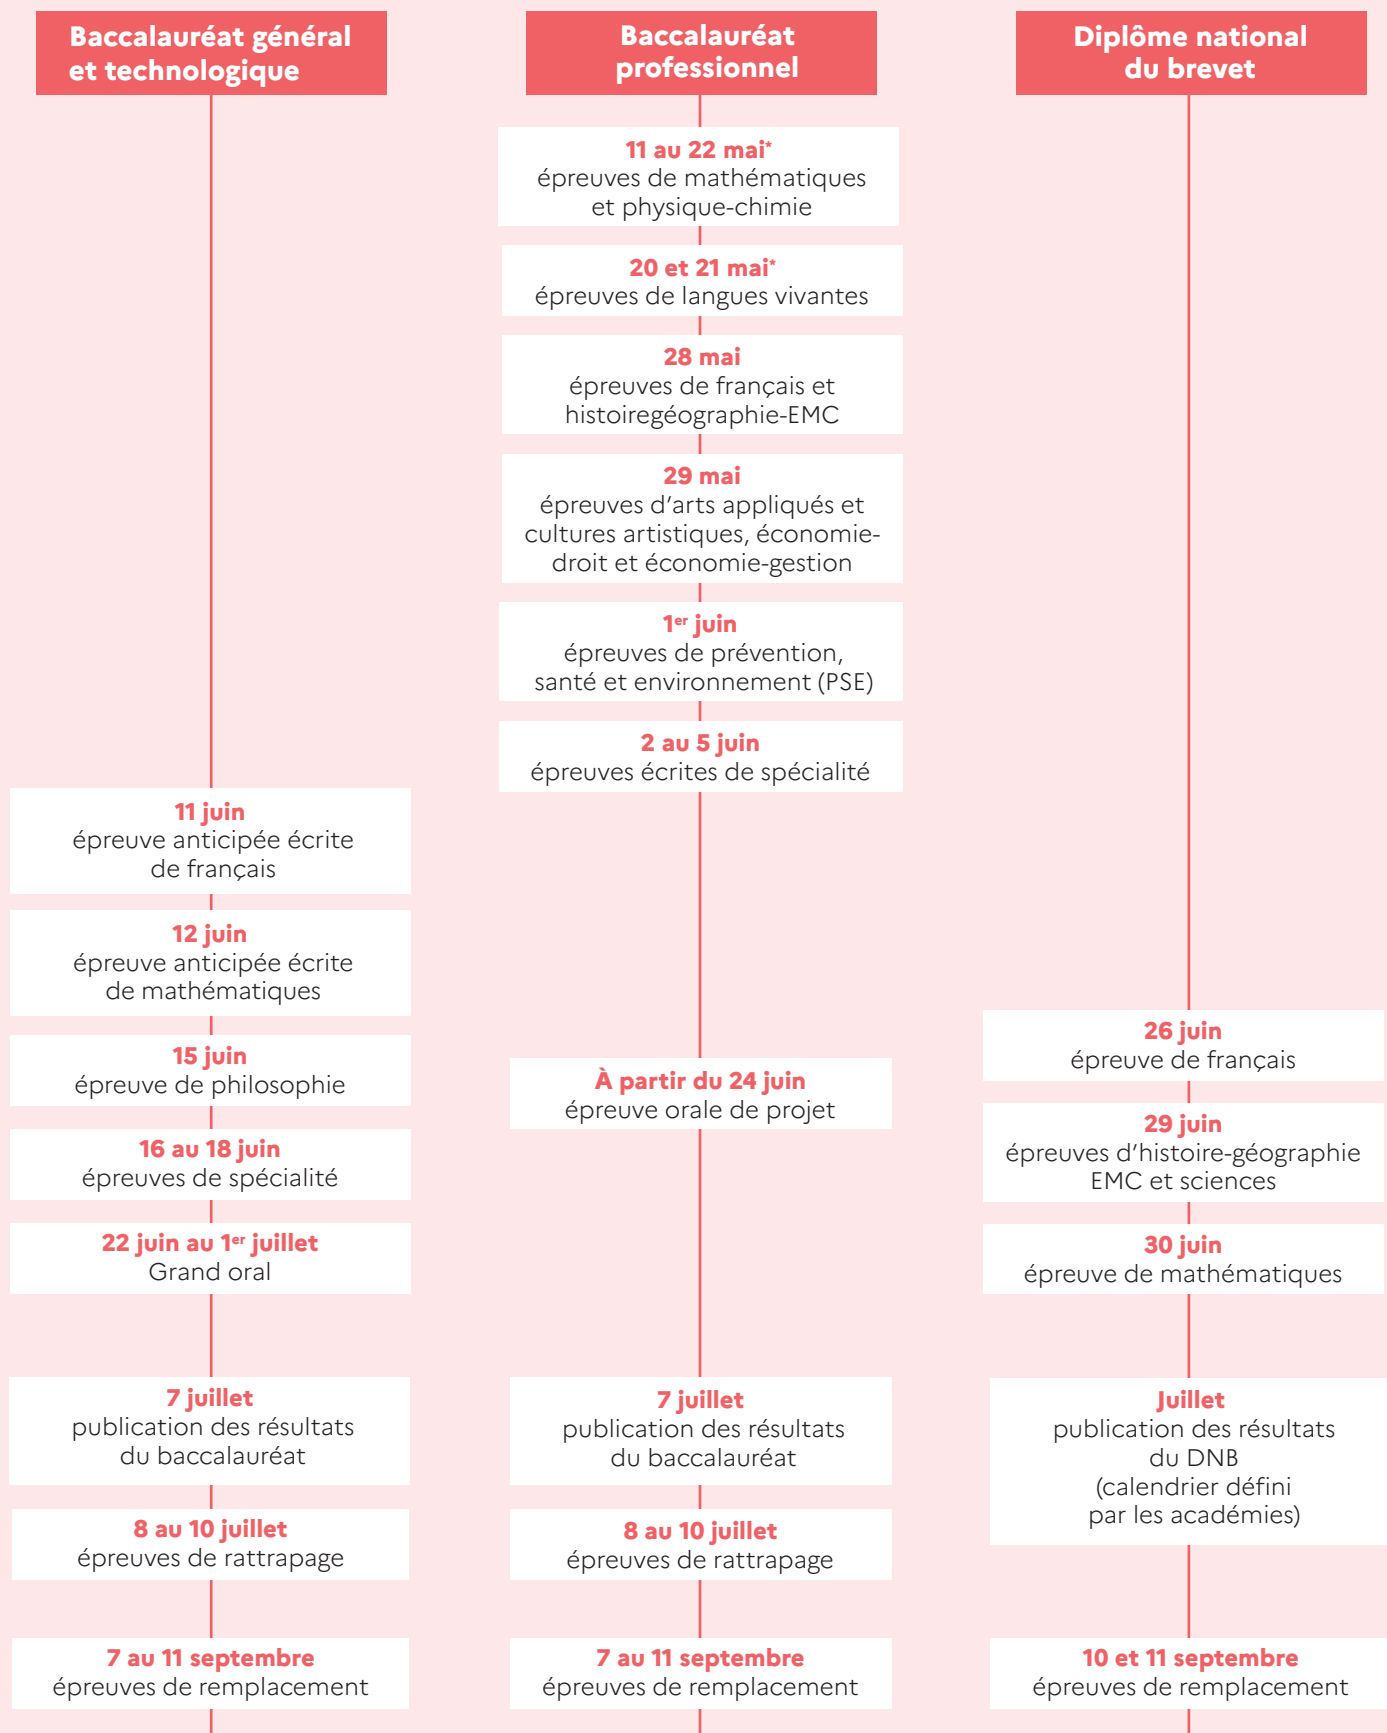 Baccalauréat général
et technologique
11 juin
épreuve anticipée écrite
de français
12 juin
épreuve anticipée écrite
de mathématiques
15 juin
épreuve de philosophie
16 au 18 juin
épreuves de spécialité
22 juin au 1er juillet
Grand oral
7 juillet
publication des résultats
du baccalauréat
8 au 10 juillet
épreuves de rattrapage
7 au 11 septembre
épreuves de remplacement
Baccalauréat
professionnel
11 au 22 mai*
épreuves de mathématiques
et physique-chimie
20 et 21 mai*
épreuves de langues vivantes
28 mai
épreuves de français et
histoiregéographie-EMC
29 mai
épreuves d'arts appliqués et
cultures artistiques, économie-
droit et économie-gestion
1er juin
épreuves de prévention,
santé et environnement (PSE)
2 au 5 juin
épreuves écrites de spécialité
À partir du 24 juin
épreuve orale de projet
7 juillet
publication des résultats
du baccalauréat
8 au 10 juillet
épreuves de rattrapage
7 au 11 septembre
épreuves de remplacement
Diplôme national
du brevet
26 juin
épreuve de français
29 juin
épreuves d'histoire-géographie
EMC et sciences
30 juin
épreuve de mathématiques
Juillet
publication des résultats
du DNB
(calendrier défini
par les académies)
10 et 11 septembre
épreuves de remplacement